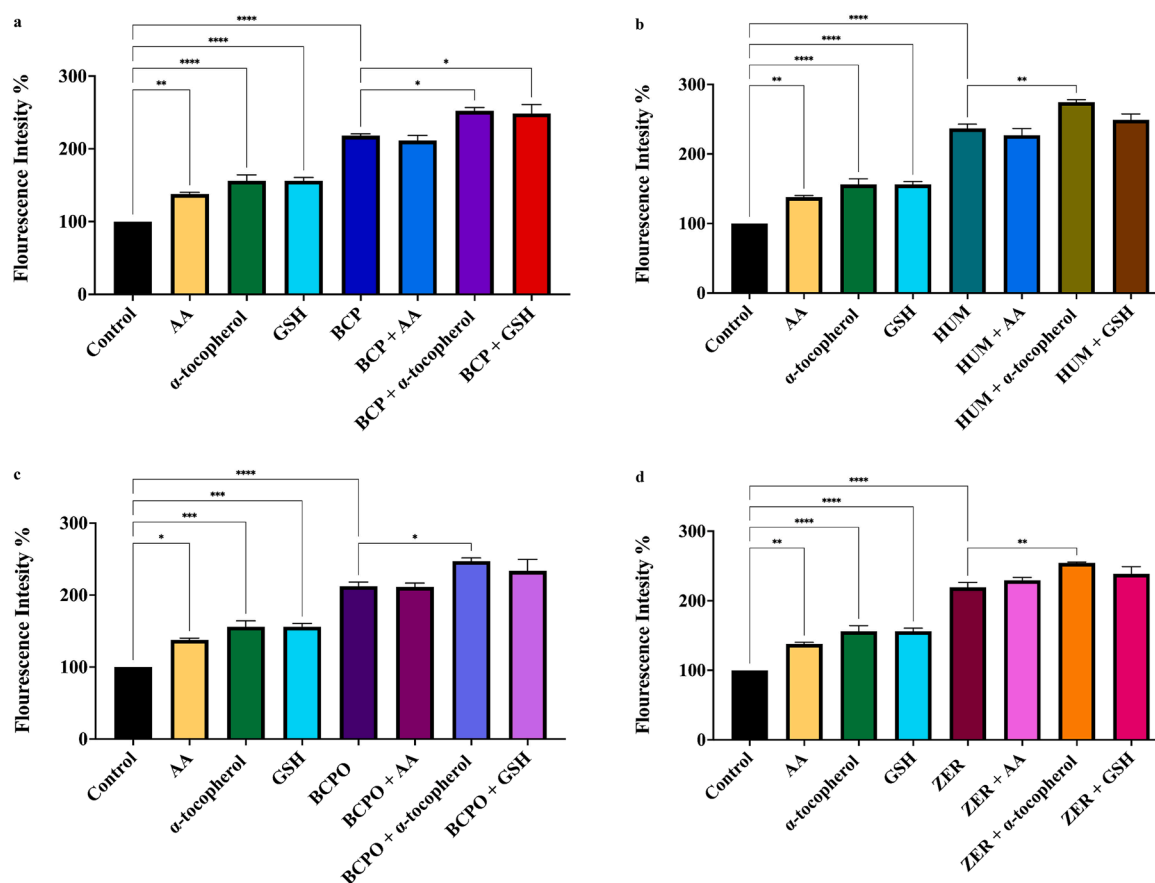 a
****
****
****
**
*
*
Flourescence Intesity %
300
200
100
0
Control
AA
α-tocopherol
GSH
BCP
BCP + AA
BCP + α-tocopherol
BCP + GSH
b
****
****
****
**
**
Flourescence Intesity %
300
200
100
0
Control
AA
α-tocopherol
GSH
HUM
HUM + AA
HUM + α-tocopherol
HUM + GSH
c
****
***
***
*
*
Flourescence Intesity %
300
200
100
0
Control
AA
α-tocopherol
GSH
BCPO
BCPO + AA
BCPO + α-tocopherol
BCPO + GSH
d
****
****
****
**
**
Flourescence Intesity %
300
200
100
0
Control
AA
α-tocopherol
GSH
ZER
ZER + AA
ZER + α-tocopherol
ZER + GSH